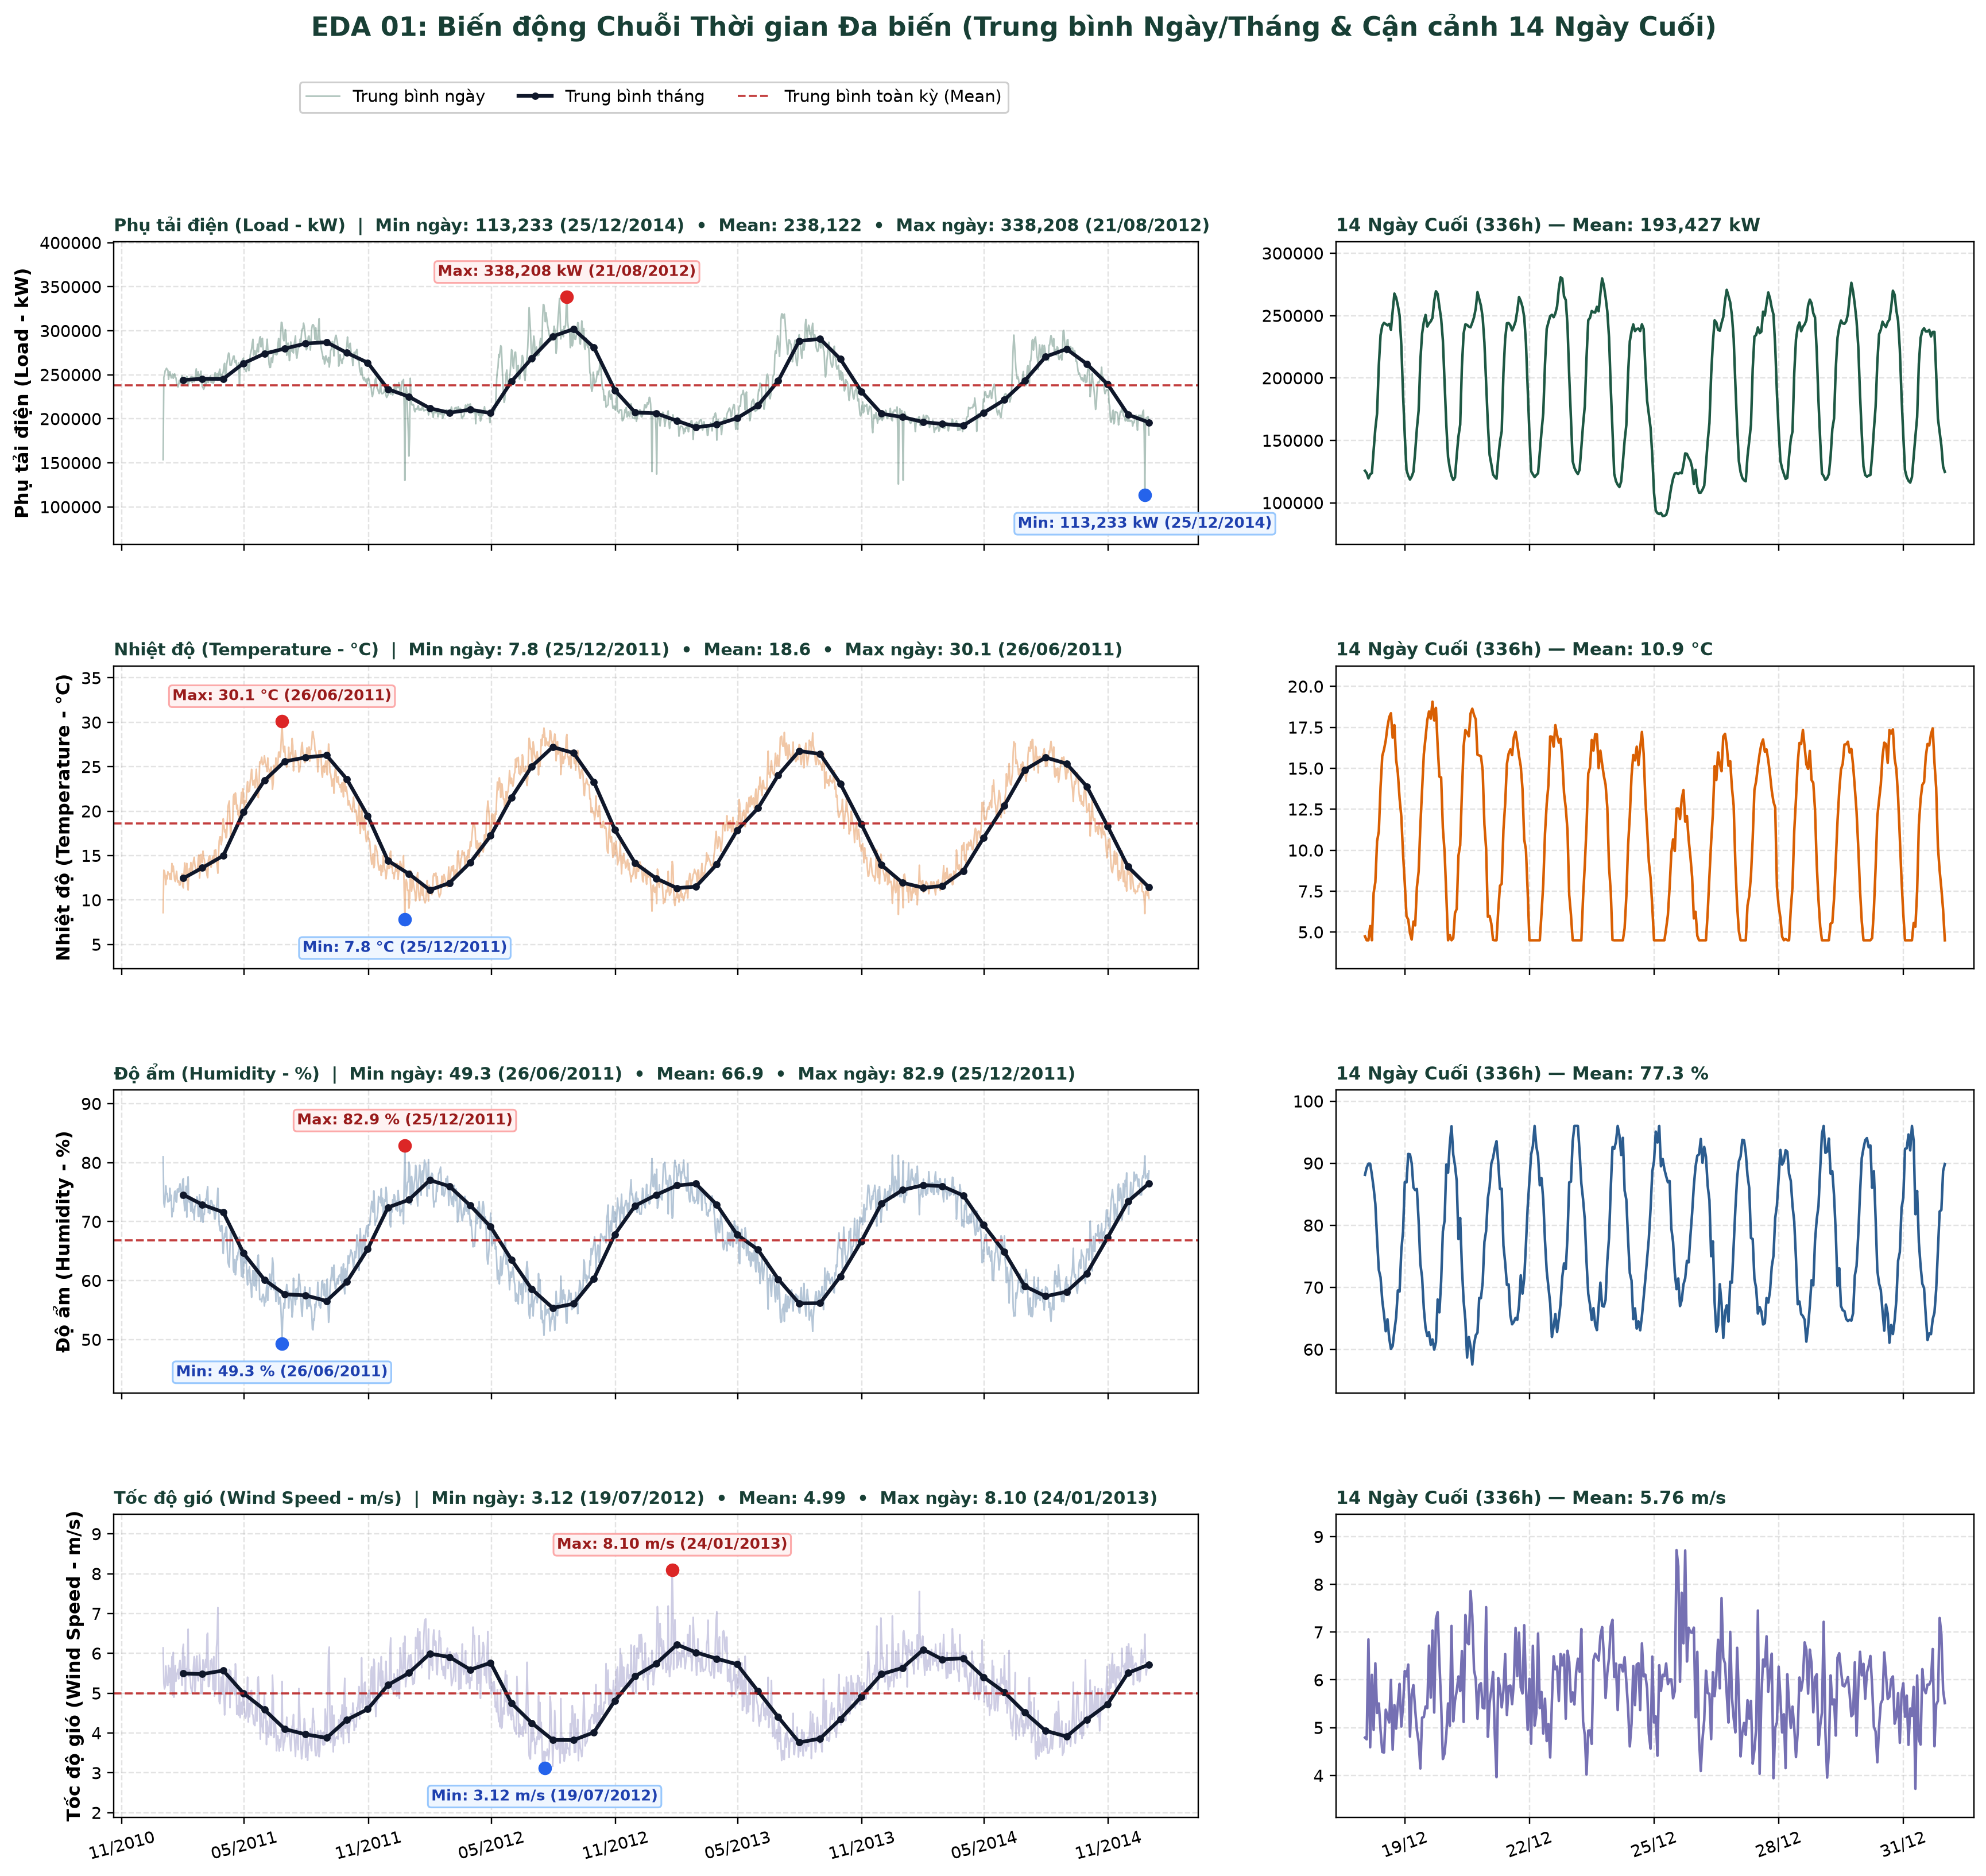 EDA 01: Biến động Chuỗi Thời gian Đa biến (Trung bình Ngày/Tháng & Cận cảnh 14 Ngày Cuối)
Trung bình ngày
Trung bình tháng
Trung bình toàn kỳ (Mean)
Phụ tải điện (Load - kW) | Min ngày: 113,233 (25/12/2014) • Mean: 238,122 • Max ngày: 338,208 (21/08/2012)
Phụ tải điện (Load - kW)
400000
350000
300000
250000
200000
150000
100000
Max: 338,208 kW (21/08/2012)
Min: 113,233 kW (25/12/2014)
14 Ngày Cuối (336h) — Mean: 193,427 kW
300000
250000
200000
150000
100000
Nhiệt độ (Temperature - °C) | Min ngày: 7.8 (25/12/2011) • Mean: 18.6 • Max ngày: 30.1 (26/06/2011)
Nhiệt độ (Temperature - °C)
35
30
25
20
15
10
5
Max: 30.1 °C (26/06/2011)
Min: 7.8 °C (25/12/2011)
14 Ngày Cuối (336h) — Mean: 10.9 °C
20.0
17.5
15.0
12.5
10.0
7.5
5.0
Độ ẩm (Humidity - %) | Min ngày: 49.3 (26/06/2011) • Mean: 66.9 • Max ngày: 82.9 (25/12/2011)
Độ ẩm (Humidity - %)
90
80
70
60
50
Max: 82.9 % (25/12/2011)
Min: 49.3 % (26/06/2011)
14 Ngày Cuối (336h) — Mean: 77.3 %
100
90
80
70
60
Tốc độ gió (Wind Speed - m/s) | Min ngày: 3.12 (19/07/2012) • Mean: 4.99 • Max ngày: 8.10 (24/01/2013)
Tốc độ gió (Wind Speed - m/s)
9
8
7
6
5
4
3
2
Max: 8.10 m/s (24/01/2013)
Min: 3.12 m/s (19/07/2012)
11/2010
05/2011
11/2011
05/2012
11/2012
05/2013
11/2013
05/2014
11/2014
14 Ngày Cuối (336h) — Mean: 5.76 m/s
9
8
7
6
5
4
19/12
22/12
25/12
28/12
31/12